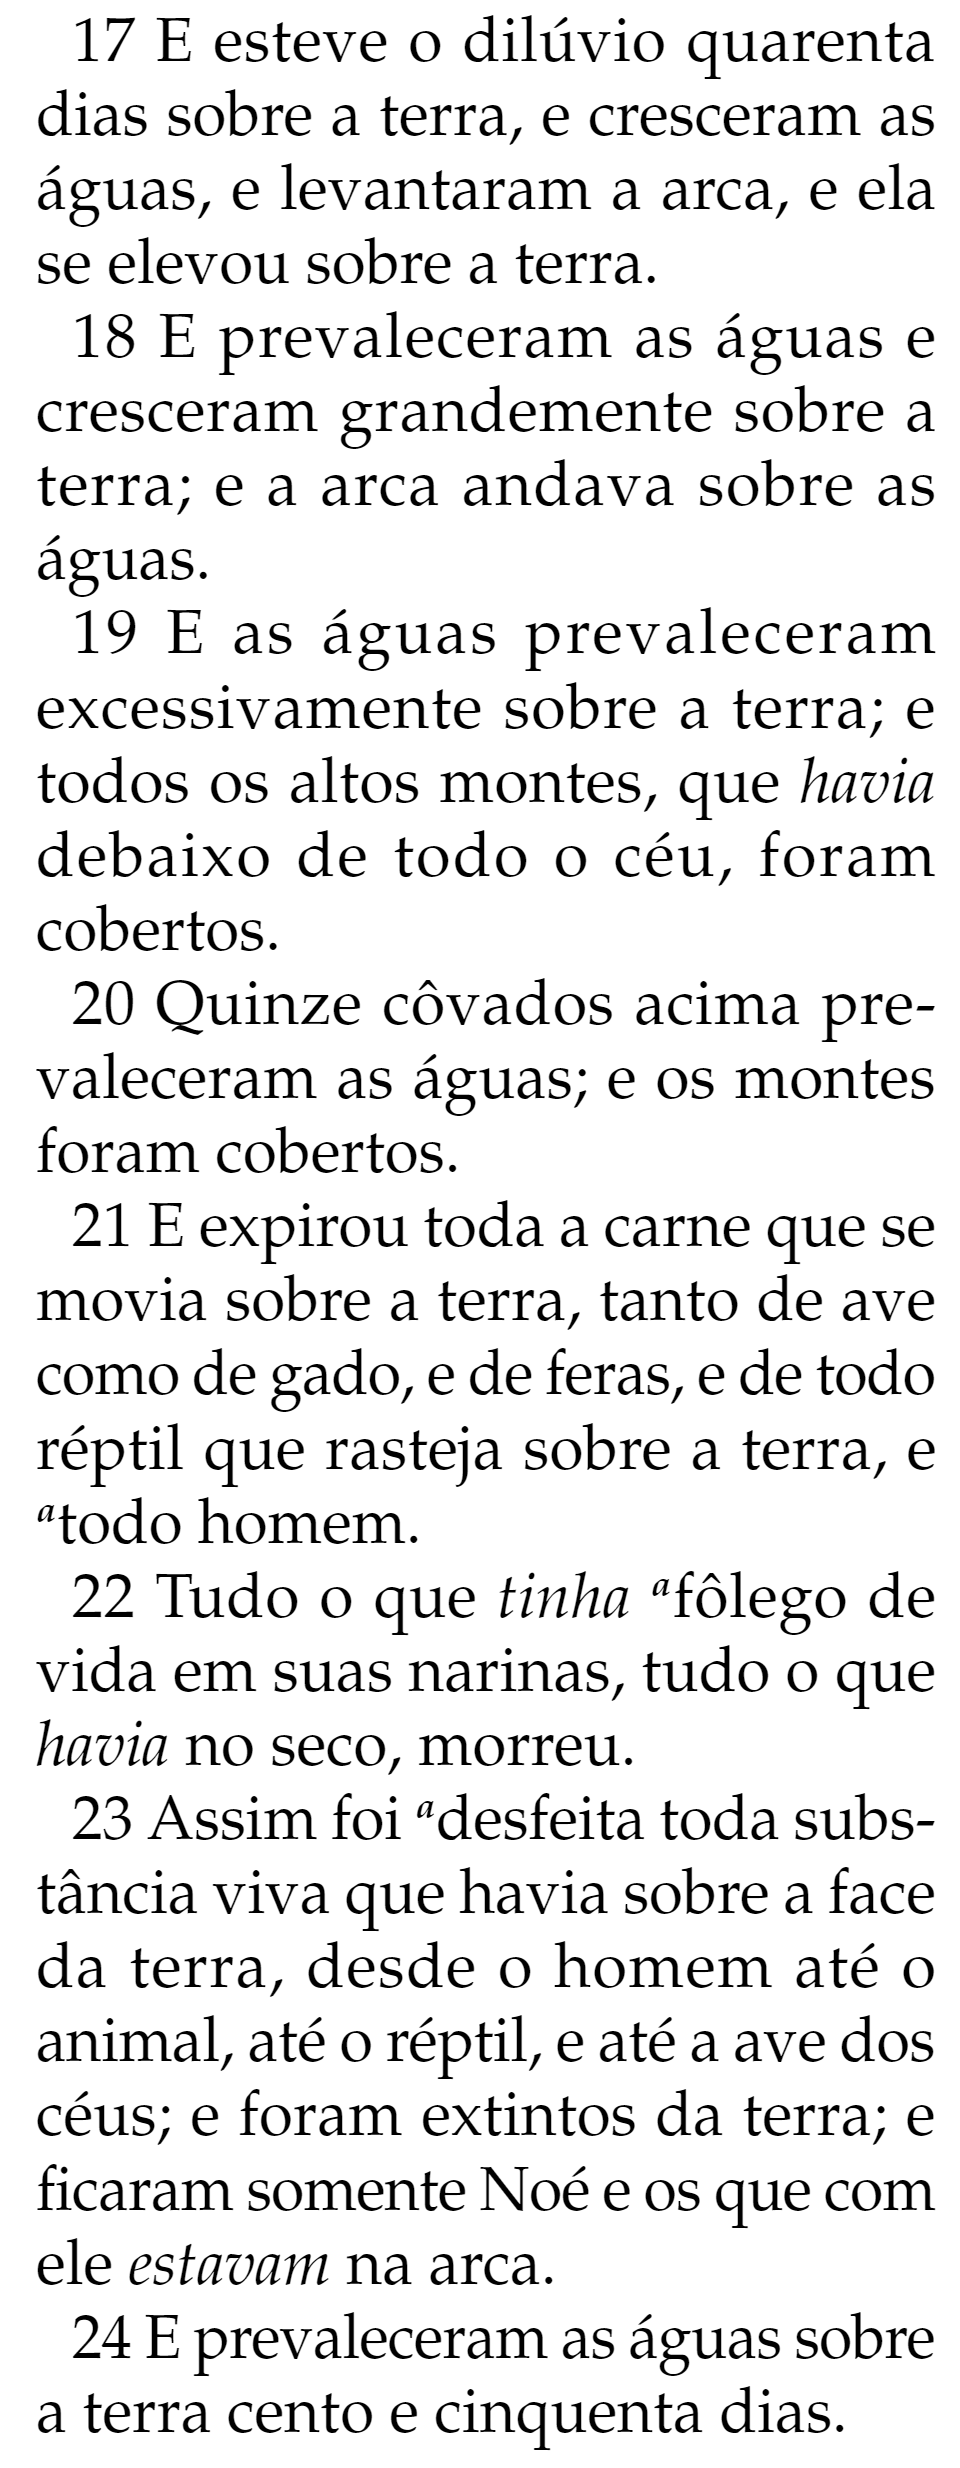 17 E esteve o dilúvio quarenta
dias sobre a terra, e cresceram as
águas, e levantaram a arca, e ela
se elevou sobre a terra.
18 E prevaleceram as águas e
cresceram grandemente sobre a
terra; e a arca andava sobre as
águas.
19 E as águas prevaleceram
excessivamente sobre a terra; e
todos os altos montes, que havia
debaixo de todo o céu, foram
cobertos.
20 Quinze côvados acima pre-
valeceram as águas; e os montes
foram cobertos.
21 E expirou toda a carne que se
movia sobre a terra, tanto de ave
como de gado, e de feras, e de todo
réptil que rasteja sobre a terra, e
ᵃtodo homem.
22 Tudo o que tinha ᵃfôlego de
vida em suas narinas, tudo o que
havia no seco, morreu.
23 Assim foi ᵃdesfeita toda subs-
tância viva que havia sobre a face
da terra, desde o homem até o
animal, até o réptil, e até a ave dos
céus; e foram extintos da terra; e
ficaram somente Noé e os que com
ele estavam na arca.
24 E prevaleceram as águas sobre
a terra cento e cinquenta dias.